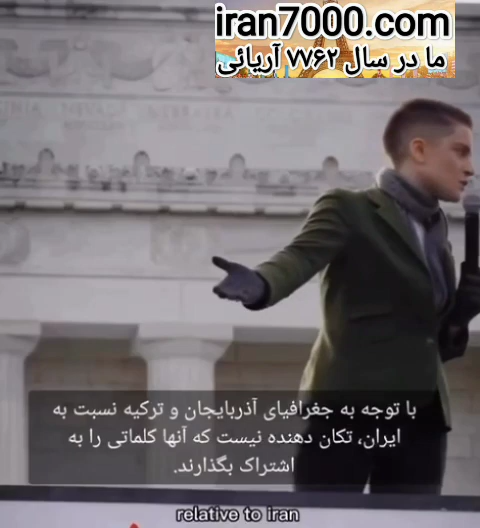 iran7000.com
ما در سال ۷۷۶۲ آریائی
با توجه به جغرافیای آذربایجان و ترکیه نسبت به
ایران، تکان دهنده نیست که آنها کلماتی را به
اشتراک بگذارند.
relative to iran